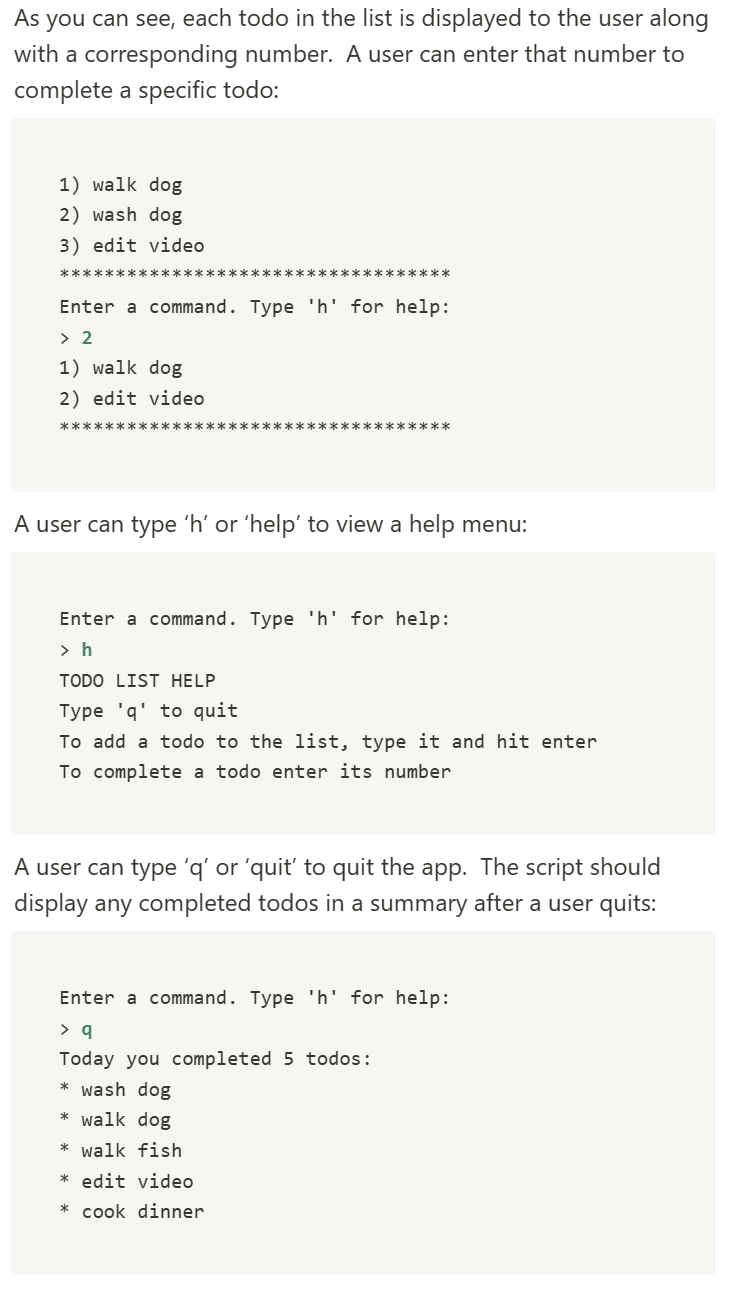 As you can see, each todo in the list is displayed to the user along
with a corresponding number.  A user can enter that number to
complete a specific todo:
1) walk dog
2) wash dog
3) edit video
***********************************
Enter a command. Type 'h' for help:
> 2
1) walk dog
2) edit video
***********************************
A user can type ‘h’ or ‘help’ to view a help menu:
Enter a command. Type 'h' for help:
> h
TODO LIST HELP
Type 'q' to quit
To add a todo to the list, type it and hit enter
To complete a todo enter its number
A user can type ‘q’ or ‘quit’ to quit the app.  The script should
display any completed todos in a summary after a user quits:
Enter a command. Type 'h' for help:
> q
Today you completed 5 todos:
* wash dog
* walk dog
* walk fish
* edit video
* cook dinner